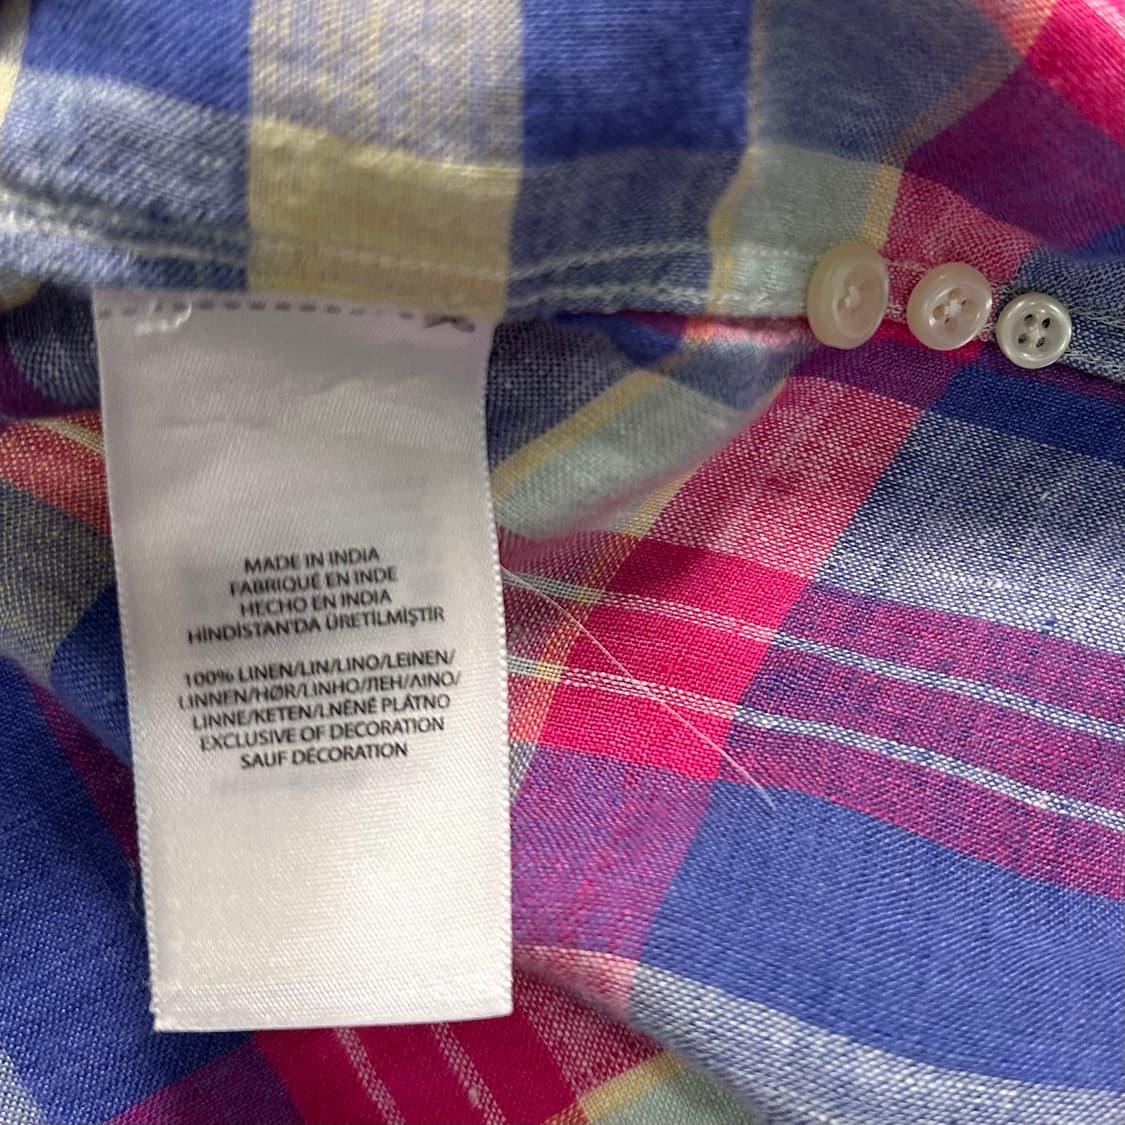 MADE IN INDIA
FABRIQUÉ EN INDE
HECHO EN INDIA
HİNDİSTAN'DA ÜRETİLMİŞTİR
100% LINEN/LIN/LINO/LEINEN/
LINNEN/HØR/LINHO/ЛЕН/ΛΙΝΟ/
LINNE/KETEN/LNĚNÉ PLÁTNO
EXCLUSIVE OF DECORATION
SAUF DÉCORATION